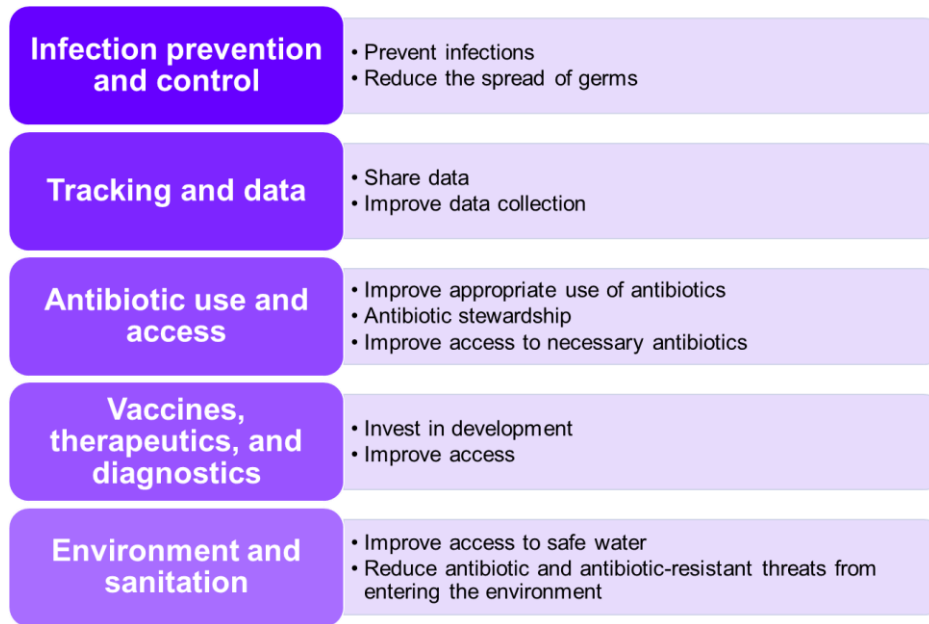 Infection prevention
and control
• Prevent infections
• Reduce the spread of germs
Tracking and data
• Share data
• Improve data collection
Antibiotic use and
access
• Improve appropriate use of antibiotics
• Antibiotic stewardship
• Improve access to necessary antibiotics
Vaccines,
therapeutics, and
diagnostics
• Invest in development
• Improve access
Environment and
sanitation
• Improve access to safe water
• Reduce antibiotic and antibiotic-resistant threats from
entering the environment